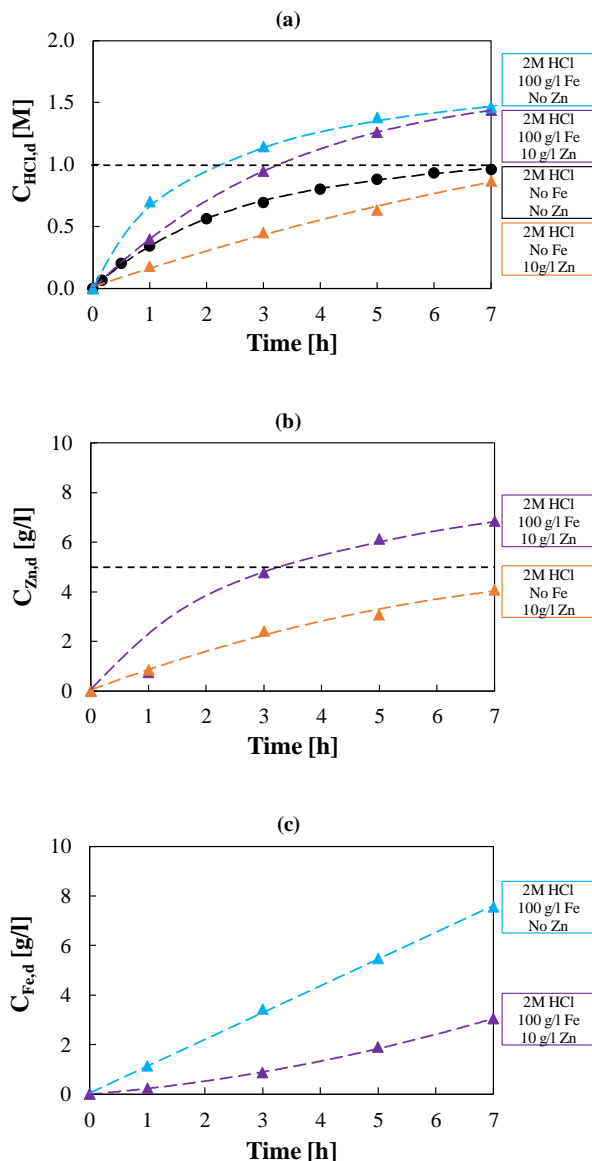 (a)
C_HCl,d [M]
2.0
1.5
1.0
0.5
0.0
0 1 2 3 4 5 6 7
Time [h]
2M HCl
100 g/l Fe
No Zn
2M HCl
100 g/l Fe
10 g/l Zn
2M HCl
No Fe
No Zn
2M HCl
No Fe
10g/l Zn
(b)
C_Zn,d [g/l]
10
8
6
4
2
0
0 1 2 3 4 5 6 7
Time [h]
2M HCl
100 g/l Fe
10 g/l Zn
2M HCl
No Fe
10g/l Zn
(c)
C_Fe,d [g/l]
10
8
6
4
2
0
0 1 2 3 4 5 6 7
Time [h]
2M HCl
100 g/l Fe
No Zn
2M HCl
100 g/l Fe
10 g/l Zn